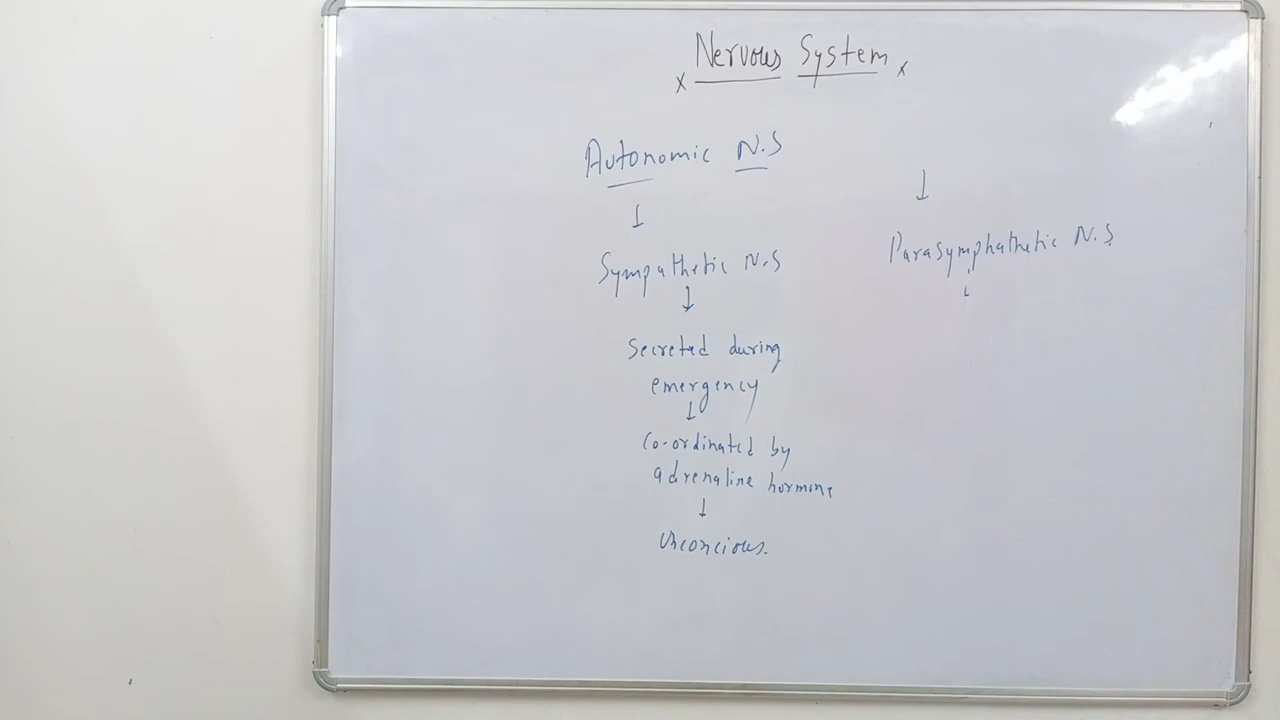 Nervous System
Autonomic N.S
Sympathetic N.S
Secreted during
emergency
Co-ordinated by
adrenaline hormone
Unconcious.
Parasymphathetic N.S